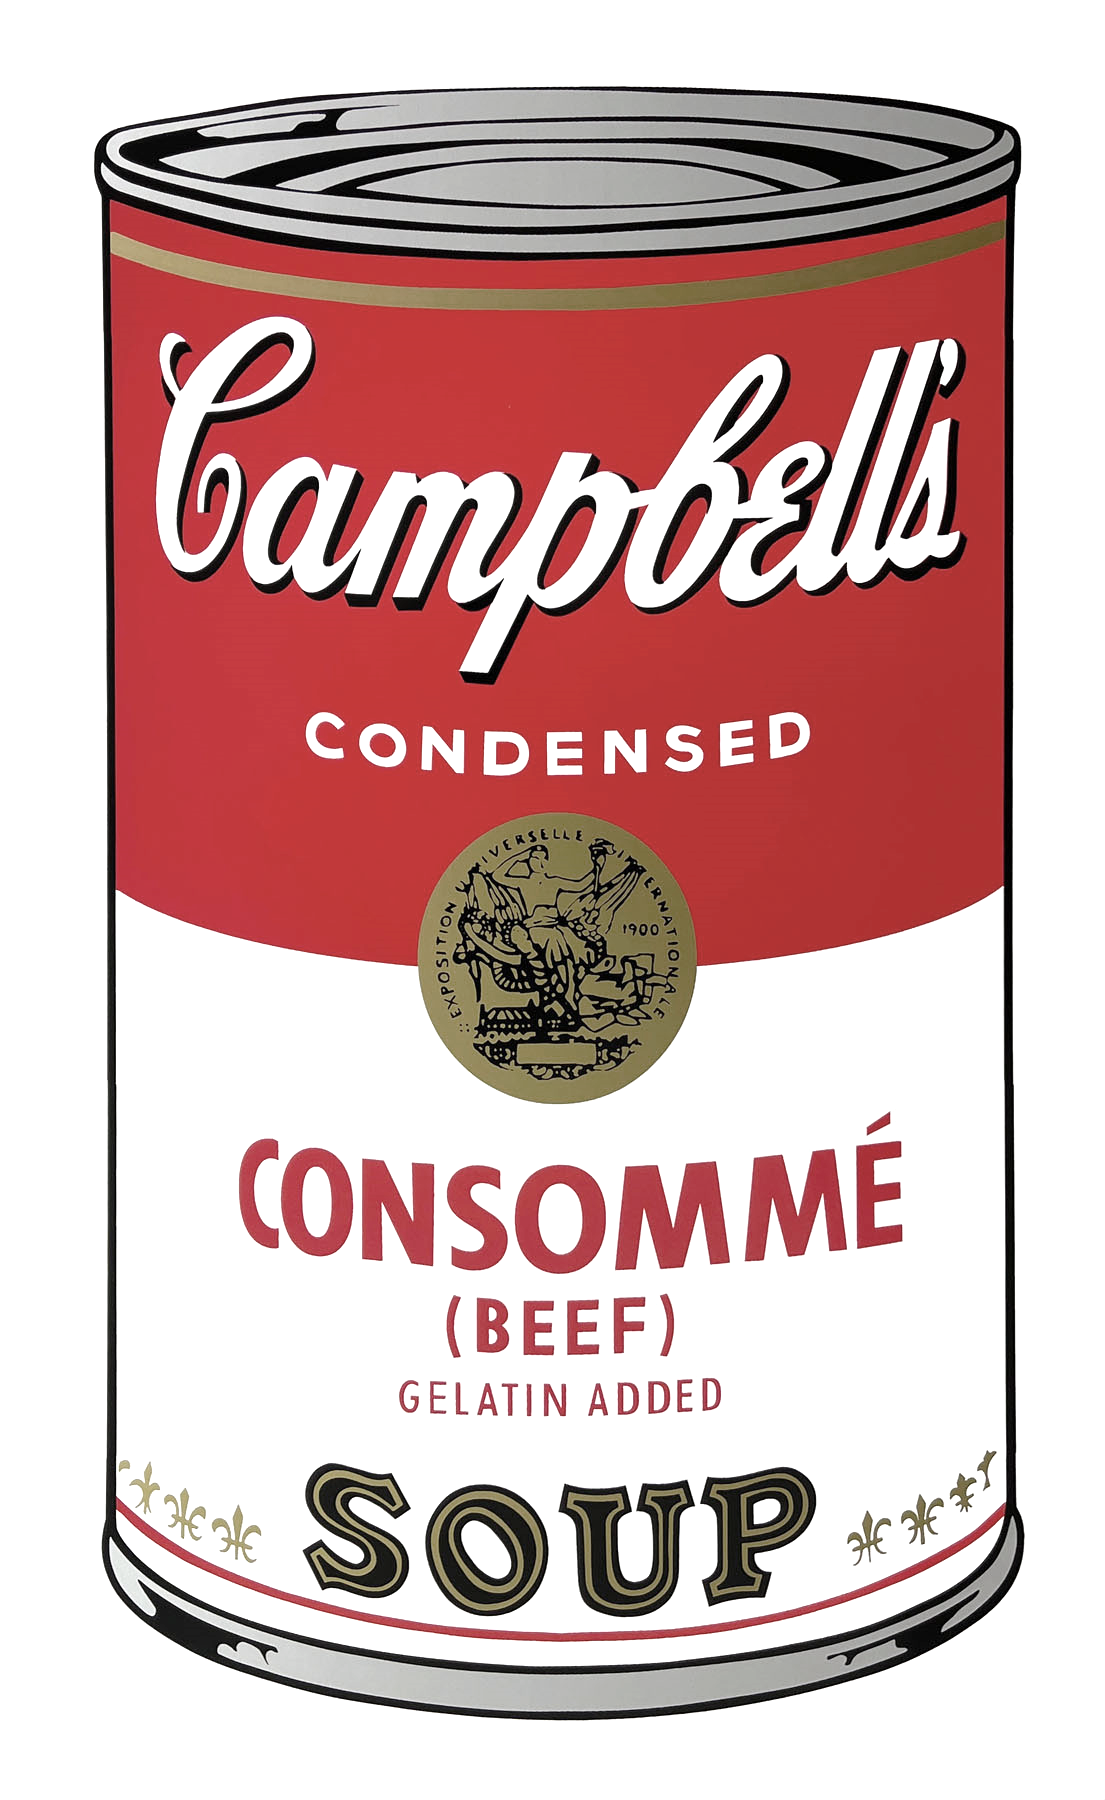 Campbell's
CONDENSED
EXPOSITION UNIVERSELLE INTERNATIONALE
1900
CONSOMMÉ
(BEEF)
GELATIN ADDED
SOUP